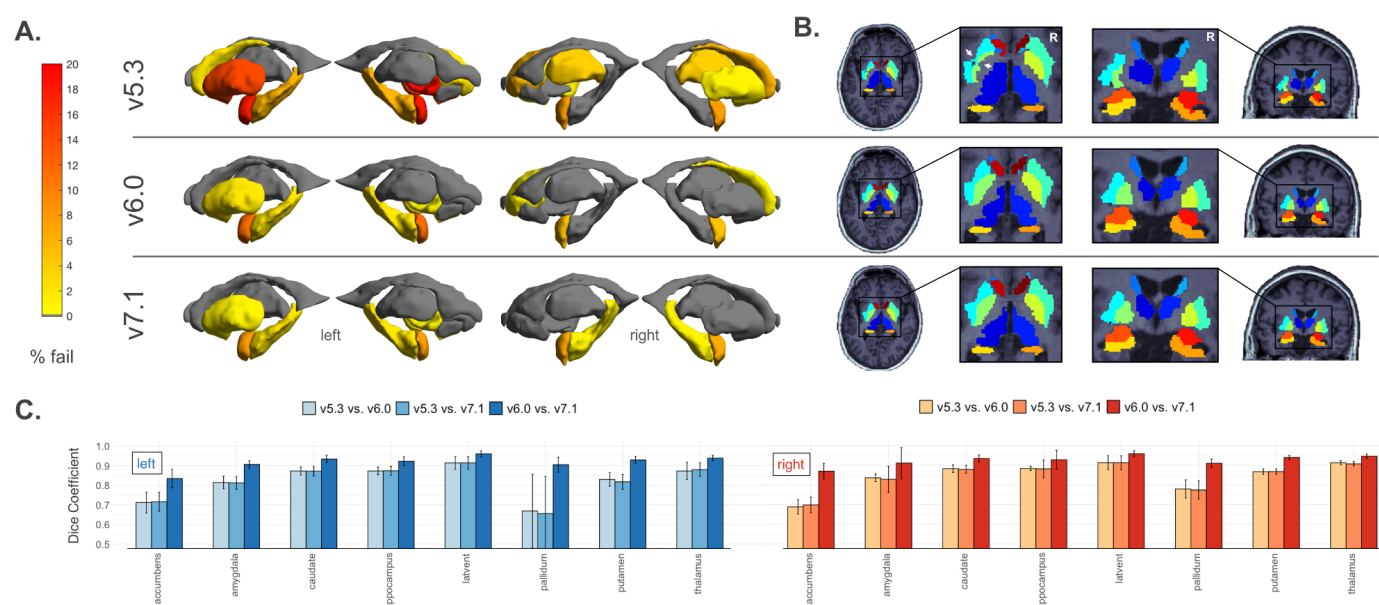 A.
B.
v5.3
20
18
16
14
12
10
8
6
4
2
0
% fail
R
R
v6.0
v7.1
left
right
C.
v5.3 vs. v6.0 v5.3 vs. v7.1 v6.0 vs. v7.1
v5.3 vs. v6.0 v5.3 vs. v7.1 v6.0 vs. v7.1
Dice Coefficient
1.0
0.9
0.8
0.7
0.6
0.5
left
right
accumbens
amygdala
caudate
ppocampus
latvent
pallidum
putamen
thalamus
accumbens
amygdala
caudate
ppocampus
latvent
pallidum
putamen
thalamus